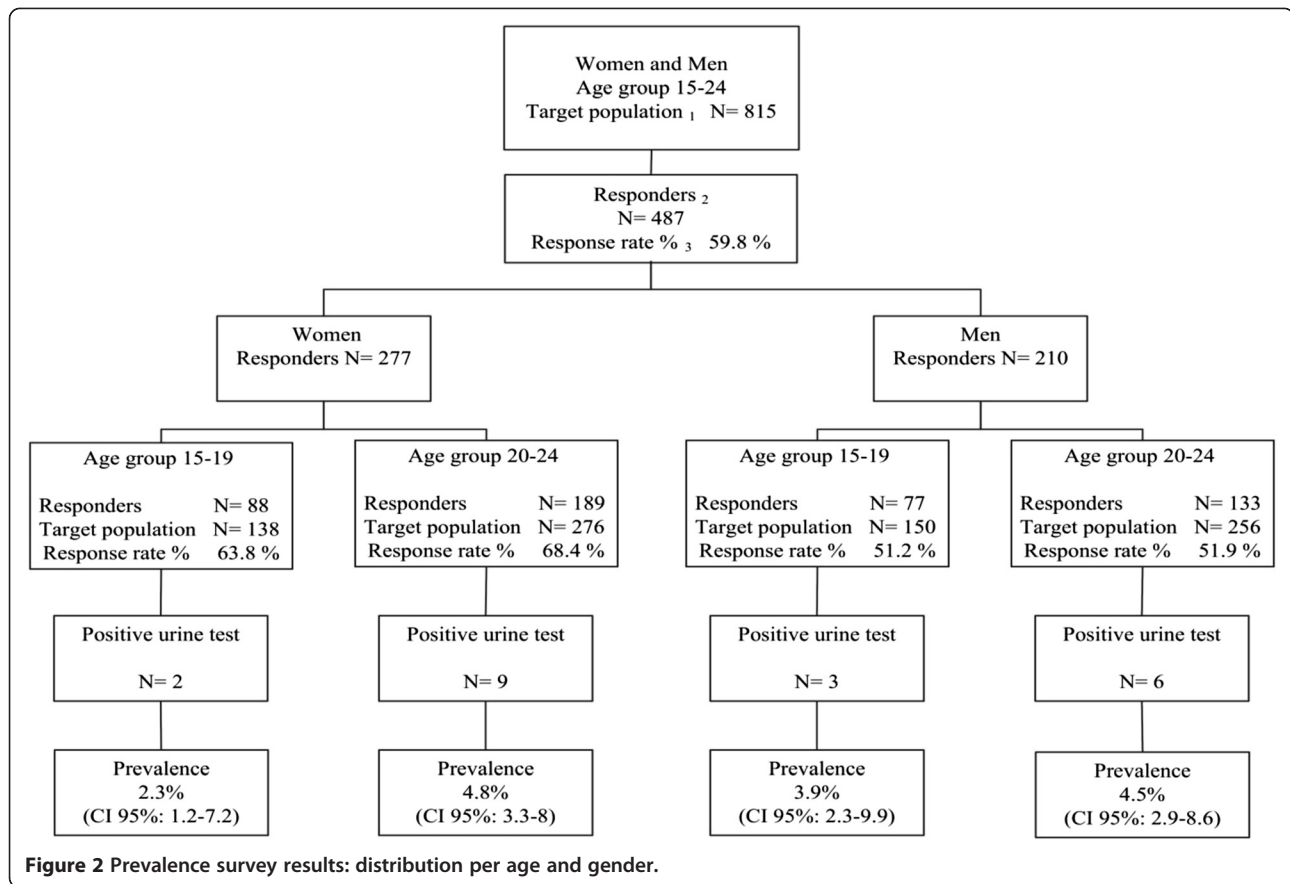 Women and Men
Age group 15-24
Target population 1 N= 815
Responders 2
N= 487
Response rate % 3 59.8 %
Women
Responders N= 277
Men
Responders N= 210
Age group 15-19
Responders N= 88
Target population N= 138
Response rate % 63.8 %
Age group 20-24
Responders N= 189
Target population N= 276
Response rate % 68.4 %
Age group 15-19
Responders N= 77
Target population N= 150
Response rate % 51.2 %
Age group 20-24
Responders N= 133
Target population N= 256
Response rate % 51.9 %
Positive urine test
N= 2
Positive urine test
N= 9
Positive urine test
N= 3
Positive urine test
N= 6
Prevalence
2.3%
(CI 95%: 1.2-7.2)
Prevalence
4.8%
(CI 95%: 3.3-8)
Prevalence
3.9%
(CI 95%: 2.3-9.9)
Prevalence
4.5%
(CI 95%: 2.9-8.6)
Figure 2 Prevalence survey results: distribution per age and gender.